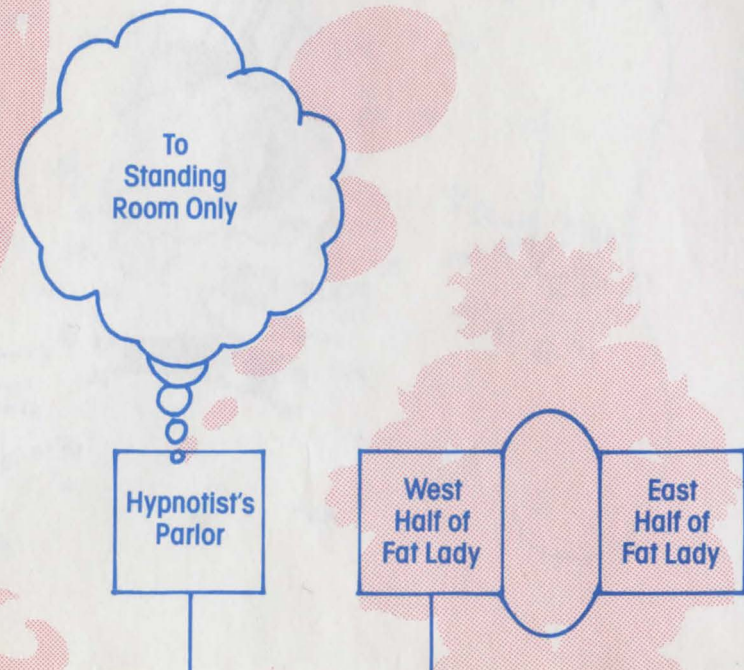 To
Standing
Room Only
Hypnotist's
Parlor
West
Half of
Fat Lady
East
Half of
Fat Lady